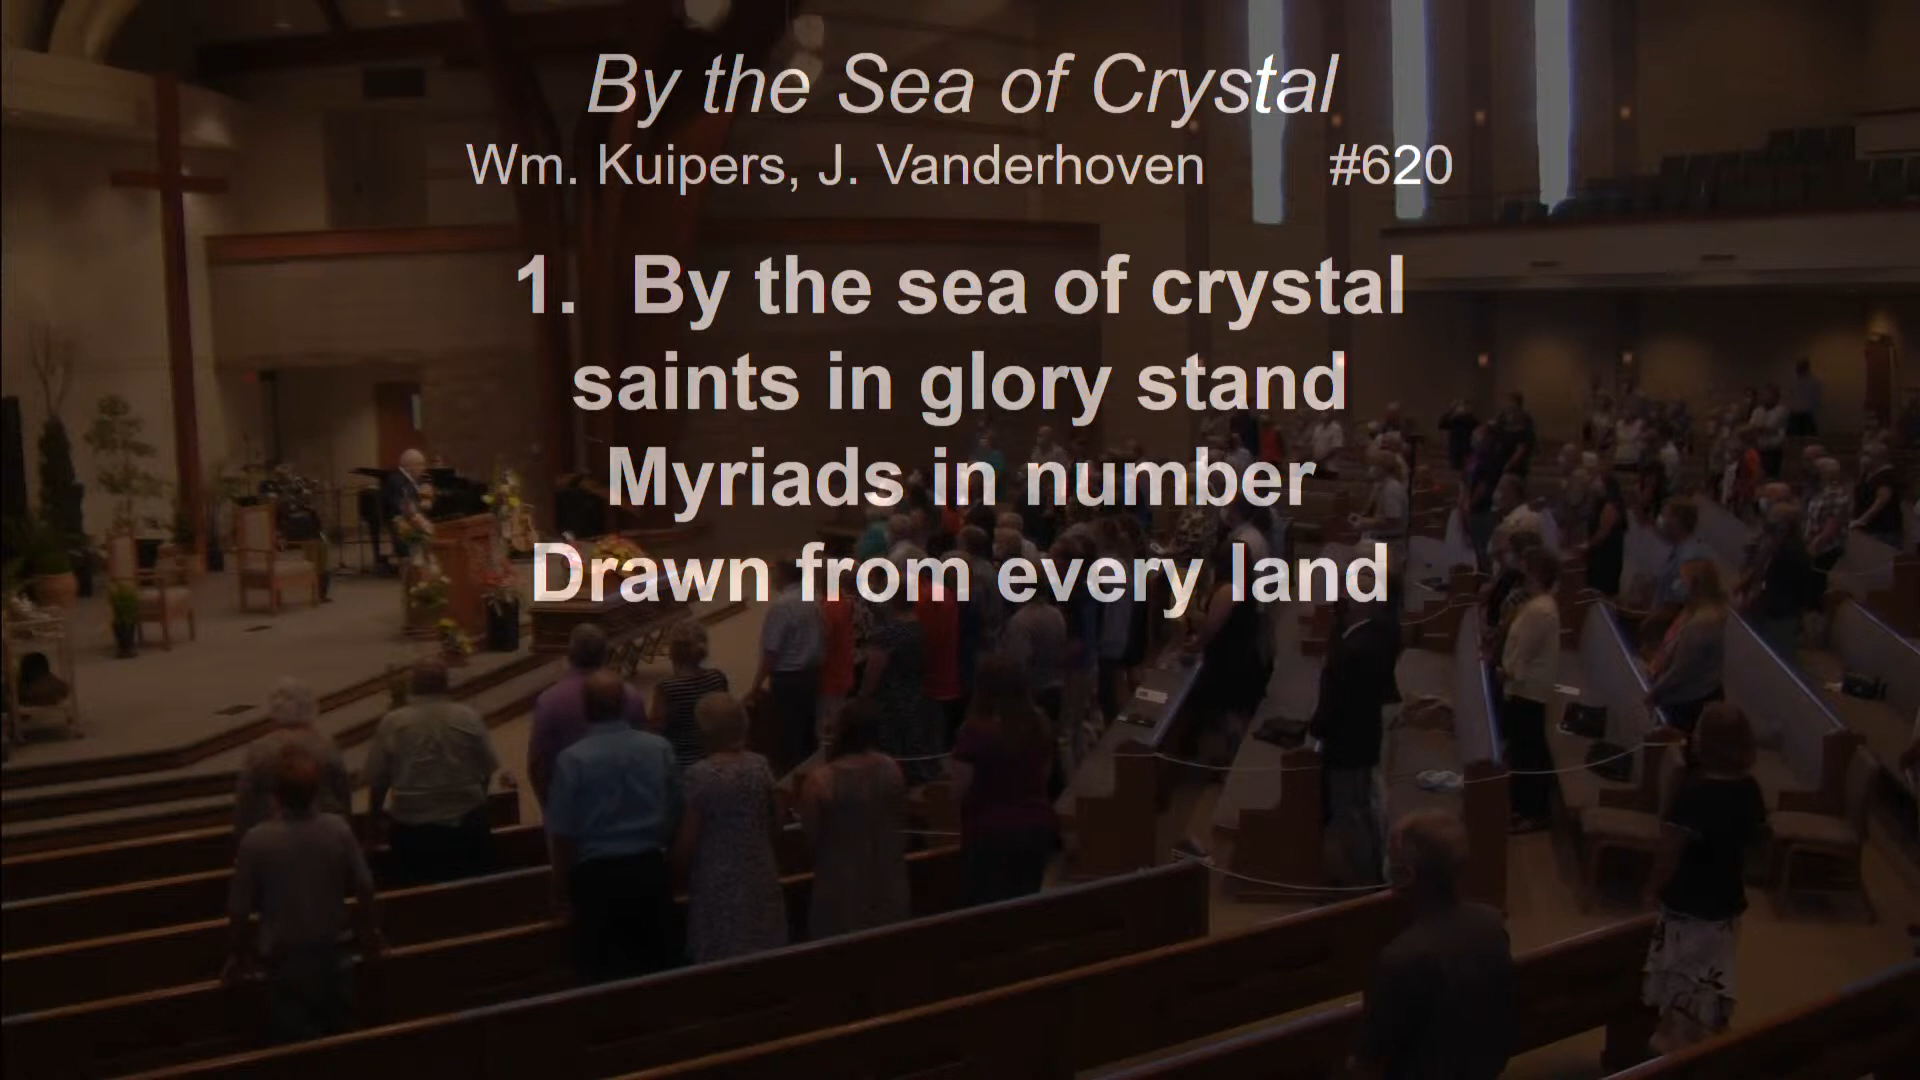 By the Sea of Crystal
Wm. Kuipers, J. Vanderhoven #620
1. By the sea of crystal
saints in glory stand
Myriads in number
Drawn from every land